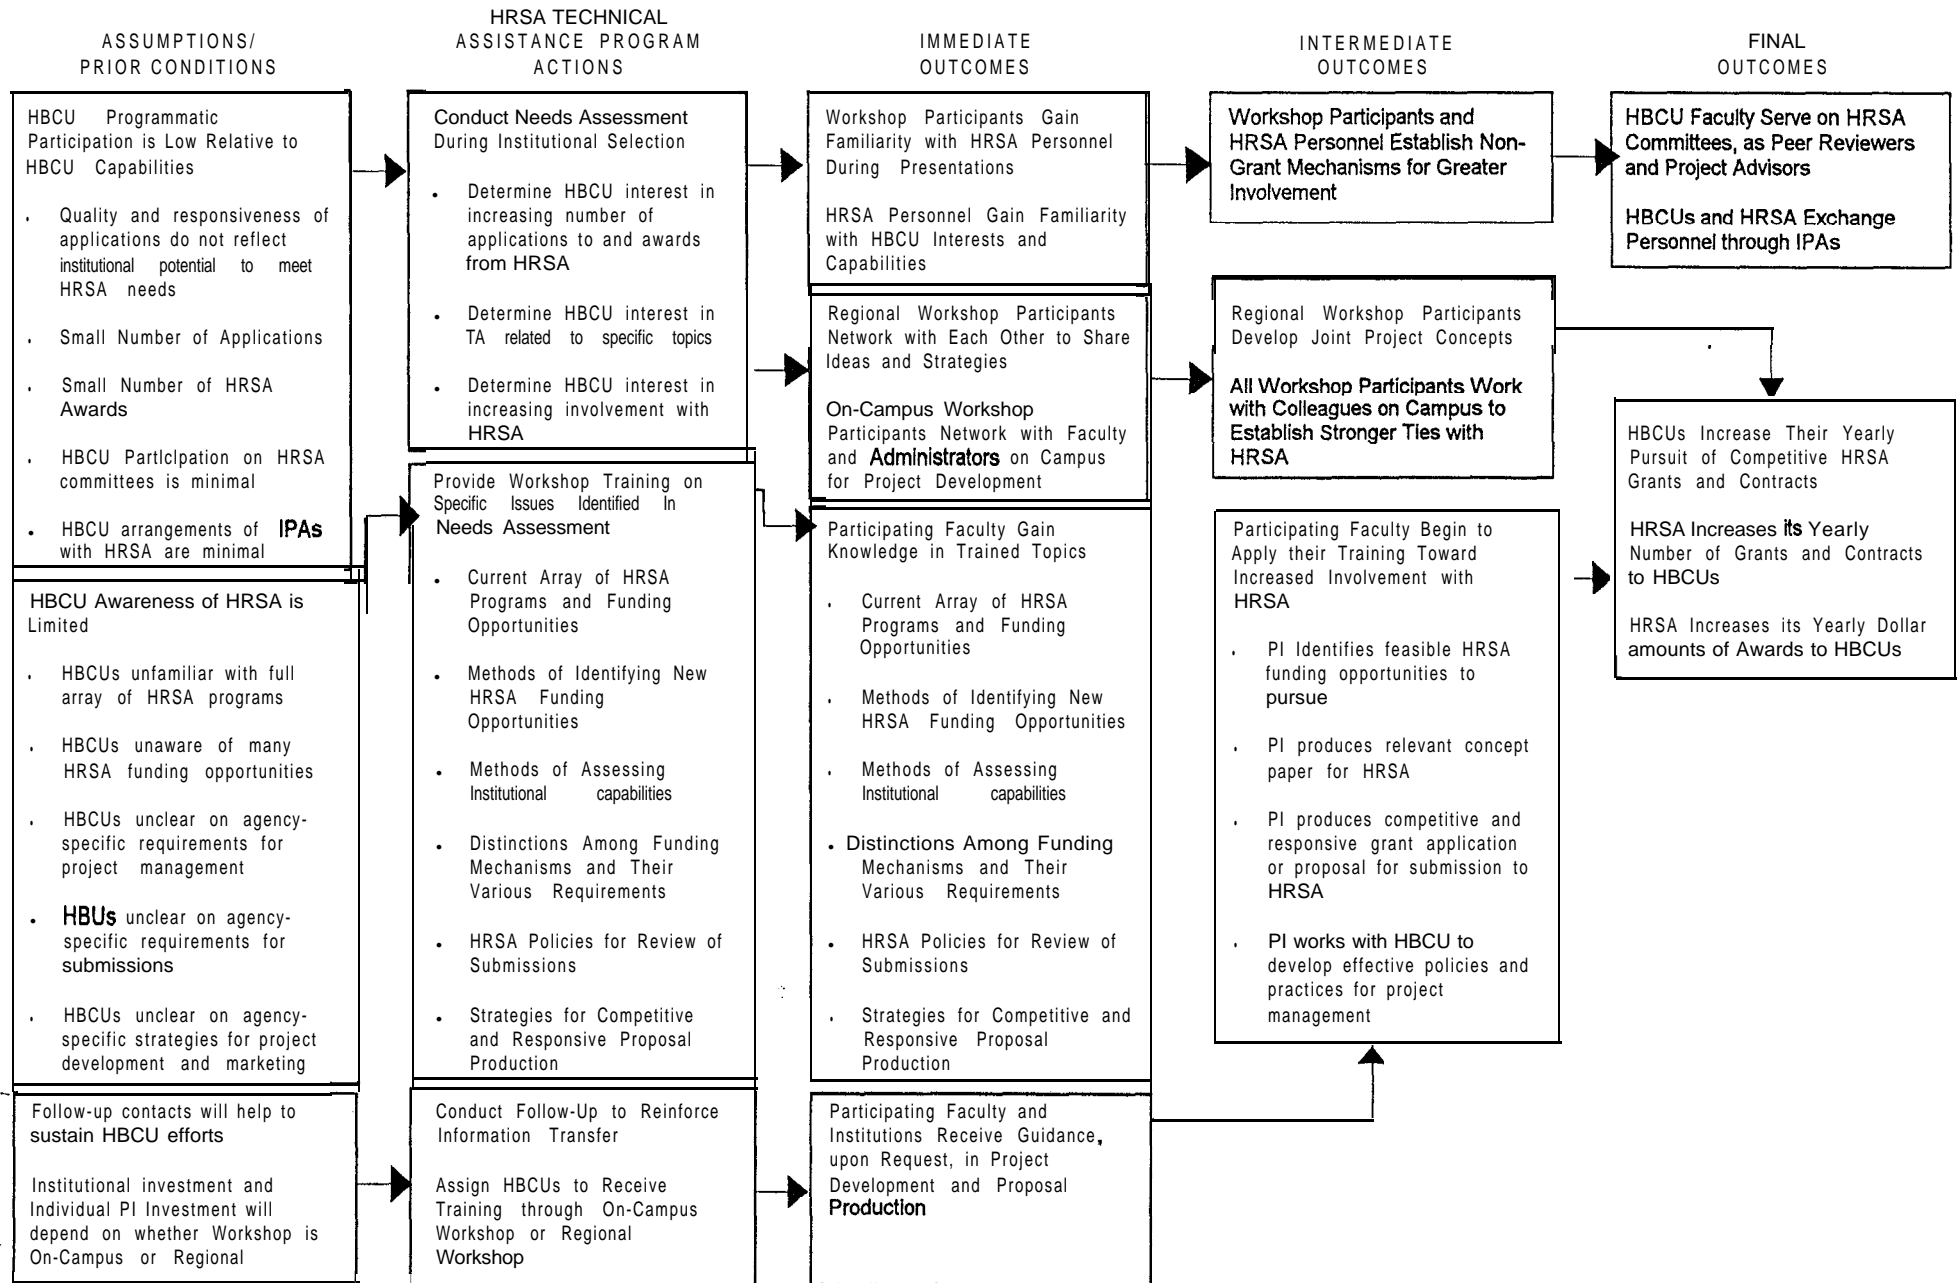 ASSUMPTIONS/
PRIOR CONDITIONS
HBCU Programmatic
Participation is Low Relative to
HBCU Capabilities
• Quality and responsiveness of
applications do not reflect
institutional potential to meet
HRSA needs
• Small Number of Applications
• Small Number of HRSA
Awards
• HBCU Participation on HRSA
committees is minimal
• HBCU arrangements of IPAs
with HRSA are minimal
HBCU Awareness of HRSA is
Limited
• HBCUs unfamiliar with full
array of HRSA programs
• HBCUs unaware of many
HRSA funding opportunities
• HBCUs unclear on agency-
specific requirements for
project management
• HBUs unclear on agency-
specific requirements for
submissions
• HBCUs unclear on agency-
specific strategies for project
development and marketing
Follow-up contacts will help to
sustain HBCU efforts
Institutional investment and
Individual PI Investment will
depend on whether Workshop is
On-Campus or Regional
HRSA TECHNICAL
ASSISTANCE PROGRAM
ACTIONS
Conduct Needs Assessment
During Institutional Selection
• Determine HBCU interest in
increasing number of
applications to and awards
from HRSA
• Determine HBCU interest in
TA related to specific topics
• Determine HBCU interest in
increasing involvement with
HRSA
Provide Workshop Training on
Specific Issues Identified In
Needs Assessment
• Current Array of HRSA
Programs and Funding
Opportunities
• Methods of Identifying New
HRSA Funding
Opportunities
• Methods of Assessing
Institutional capabilities
• Distinctions Among Funding
Mechanisms and Their
Various Requirements
• HRSA Policies for Review of
Submissions
• Strategies for Competitive
and Responsive Proposal
Production
Conduct Follow-Up to Reinforce
Information Transfer
Assign HBCUs to Receive
Training through On-Campus
Workshop or Regional
Workshop
IMMEDIATE
OUTCOMES
Workshop Participants Gain
Familiarity with HRSA Personnel
During Presentations
HRSA Personnel Gain Familiarity
with HBCU Interests and
Capabilities
Regional Workshop Participants
Network with Each Other to Share
Ideas and Strategies
On-Campus Workshop
Participants Network with Faculty
and Administrators on Campus
for Project Development
Participating Faculty Gain
Knowledge in Trained Topics
• Current Array of HRSA
Programs and Funding
Opportunities
• Methods of Identifying New
HRSA Funding Opportunities
• Methods of Assessing
Institutional capabilities
• Distinctions Among Funding
Mechanisms and Their
Various Requirements
• HRSA Policies for Review of
Submissions
• Strategies for Competitive and
Responsive Proposal
Production
Participating Faculty and
Institutions Receive Guidance,
upon Request, in Project
Development and Proposal
Production
INTERMEDIATE
OUTCOMES
Workshop Participants and
HRSA Personnel Establish Non-
Grant Mechanisms for Greater
Involvement
Regional Workshop Participants
Develop Joint Project Concepts
All Workshop Participants Work
with Colleagues on Campus to
Establish Stronger Ties with
HRSA
Participating Faculty Begin to
Apply their Training Toward
Increased Involvement with
HRSA
• PI Identifies feasible HRSA
funding opportunities to
pursue
• PI produces relevant concept
paper for HRSA
• PI produces competitive and
responsive grant application
or proposal for submission to
HRSA
• PI works with HBCU to
develop effective policies and
practices for project
management
FINAL
OUTCOMES
HBCU Faculty Serve on HRSA
Committees, as Peer Reviewers
and Project Advisors
HBCUs and HRSA Exchange
Personnel through IPAs
HBCUs Increase Their Yearly
Pursuit of Competitive HRSA
Grants and Contracts
HRSA Increases its Yearly
Number of Grants and Contracts
to HBCUs
HRSA Increases its Yearly Dollar
amounts of Awards to HBCUs